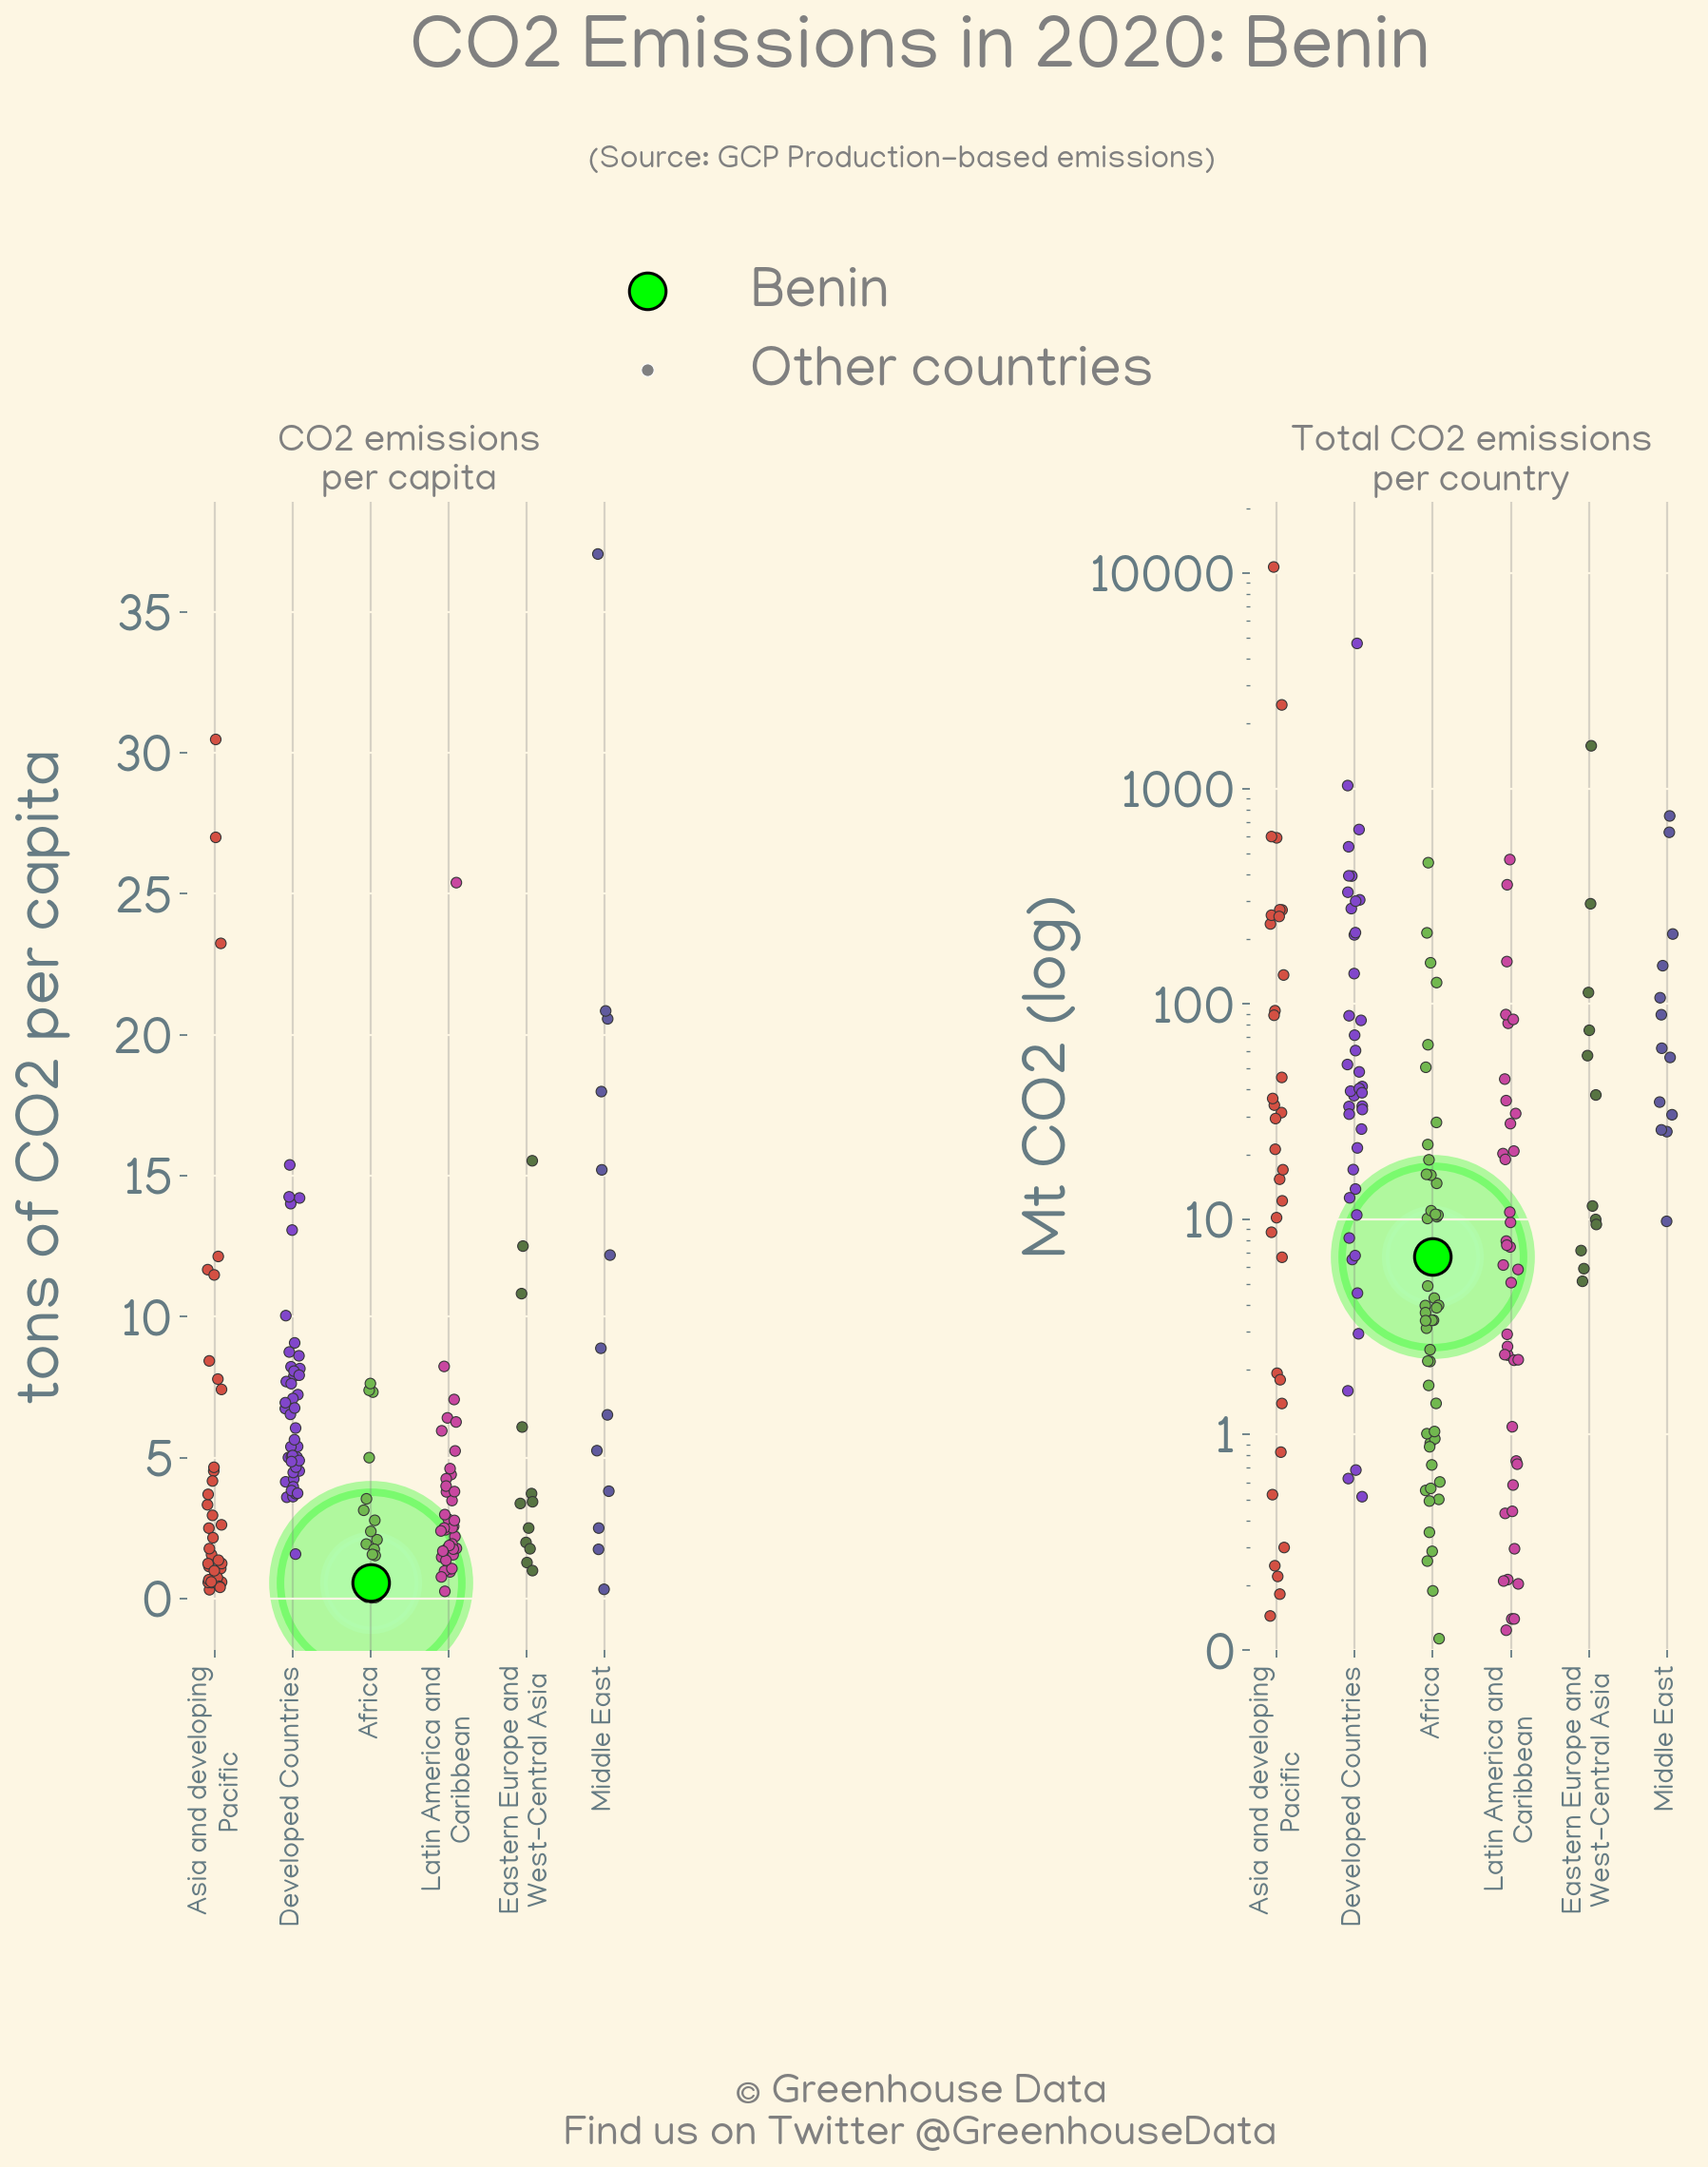 CO2 Emissions in 2020: Benin
(Source: GCP Production-based emissions)
Benin
Other countries
CO2 emissions
per capita
tons of CO2 per capita
35
30
25
20
15
10
5
0
Asia and developing
Pacific
Developed Countries
Africa
Latin America and
Caribbean
Eastern Europe and
West-Central Asia
Middle East
Total CO2 emissions
per country
Mt CO2 (log)
10000
1000
100
10
1
0
Asia and developing
Pacific
Developed Countries
Africa
Latin America and
Caribbean
Eastern Europe and
West-Central Asia
Middle East
© Greenhouse Data
Find us on Twitter @GreenhouseData